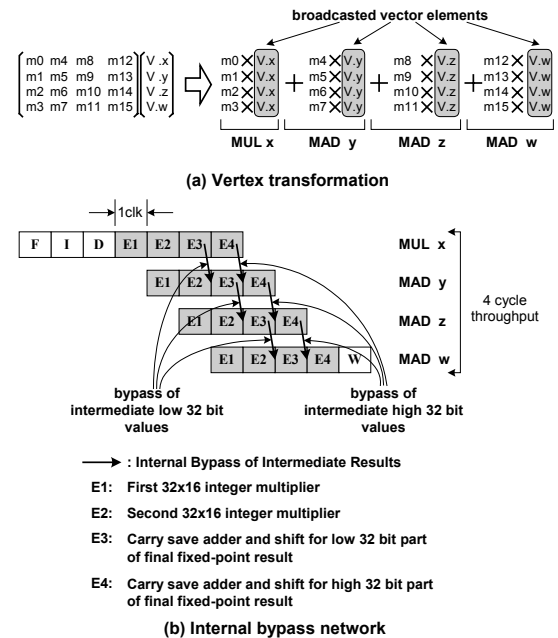 broadcasted vector elements
m0 m4 m8 m12 V .x m0 X V.x m4 X V.y m8 X V.z m12 X V.w
m1 m5 m9 m13 V .y m1 X V.x + m5 X V.y + m9 X V.z + m13 X V.w
m2 m6 m10 m14 V .z m2 X V.x m6 X V.y m10 X V.z m14 X V.w
m3 m7 m11 m15 V.w m3 X V.x m7 X V.y m11 X V.z m15 X V.w
MUL x MAD y MAD z MAD w
(a) Vertex transformation
1clk
F I D E1 E2 E3 E4 MUL x
E1 E2 E3 E4 MAD y
4 cycle
throughput
E1 E2 E3 E4 MAD z
E1 E2 E3 E4 W MAD w
bypass of
intermediate low 32 bit
values
bypass of
intermediate high 32 bit
values
: Internal Bypass of Intermediate Results
E1: First 32x16 integer multiplier
E2: Second 32x16 integer multiplier
E3: Carry save adder and shift for low 32 bit part
of final fixed-point result
E4: Carry save adder and shift for high 32 bit part
of final fixed-point result
(b) Internal bypass network